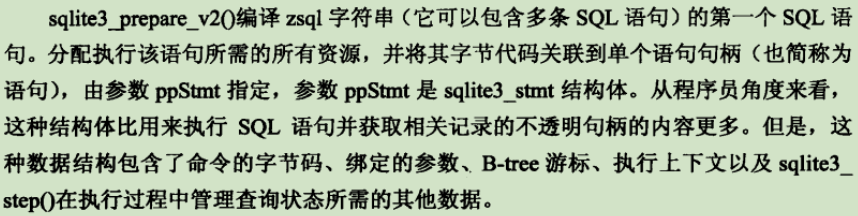 sqlite3_prepare_v2()编译 zsql 字符串（它可以包含多条 SQL 语句）的第一个 SQL 语
句。分配执行该语句所需的所有资源，并将其字节代码关联到单个语句句柄（也简称为
语句），由参数 ppStmt 指定，参数 ppStmt 是 sqlite3_stmt 结构体。从程序员角度来看，
这种结构体比用来执行 SQL 语句并获取相关记录的不透明句柄的内容更多。但是，这
种数据结构包含了命令的字节码、绑定的参数、B-tree 游标、执行上下文以及 sqlite3_
step()在执行过程中管理查询状态所需的其他数据。